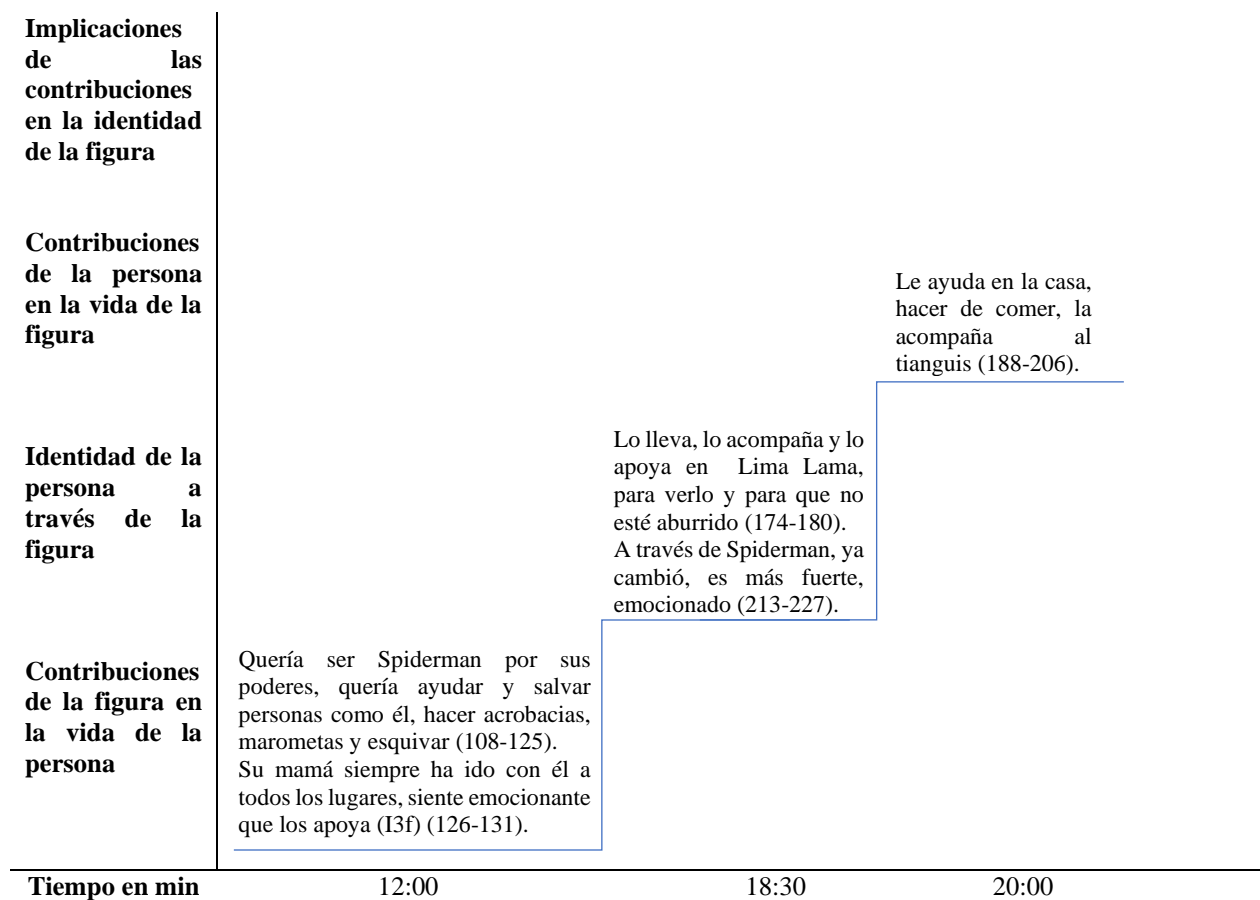 Implicaciones
de las
contribuciones
en la identidad
de la figura
Contribuciones
de la persona
en la vida de la
figura
Le ayuda en la casa,
hacer de comer, la
acompaña al
tianguis (188-206).
Identidad de la
persona a
través de la
figura
Lo lleva, lo acompaña y lo
apoya en Lima Lama,
para verlo y para que no
esté aburrido (174-180).
A través de Spiderman, ya
cambió, es más fuerte,
emocionado (213-227).
Contribuciones
de la figura en
la vida de la
persona
Quería ser Spiderman por sus
poderes, quería ayudar y salvar
personas como él, hacer acrobacias,
marometas y esquivar (108-125).
Su mamá siempre ha ido con él a
todos los lugares, siente emocionante
que los apoya (I3f) (126-131).
Tiempo en min 12:00 18:30 20:00